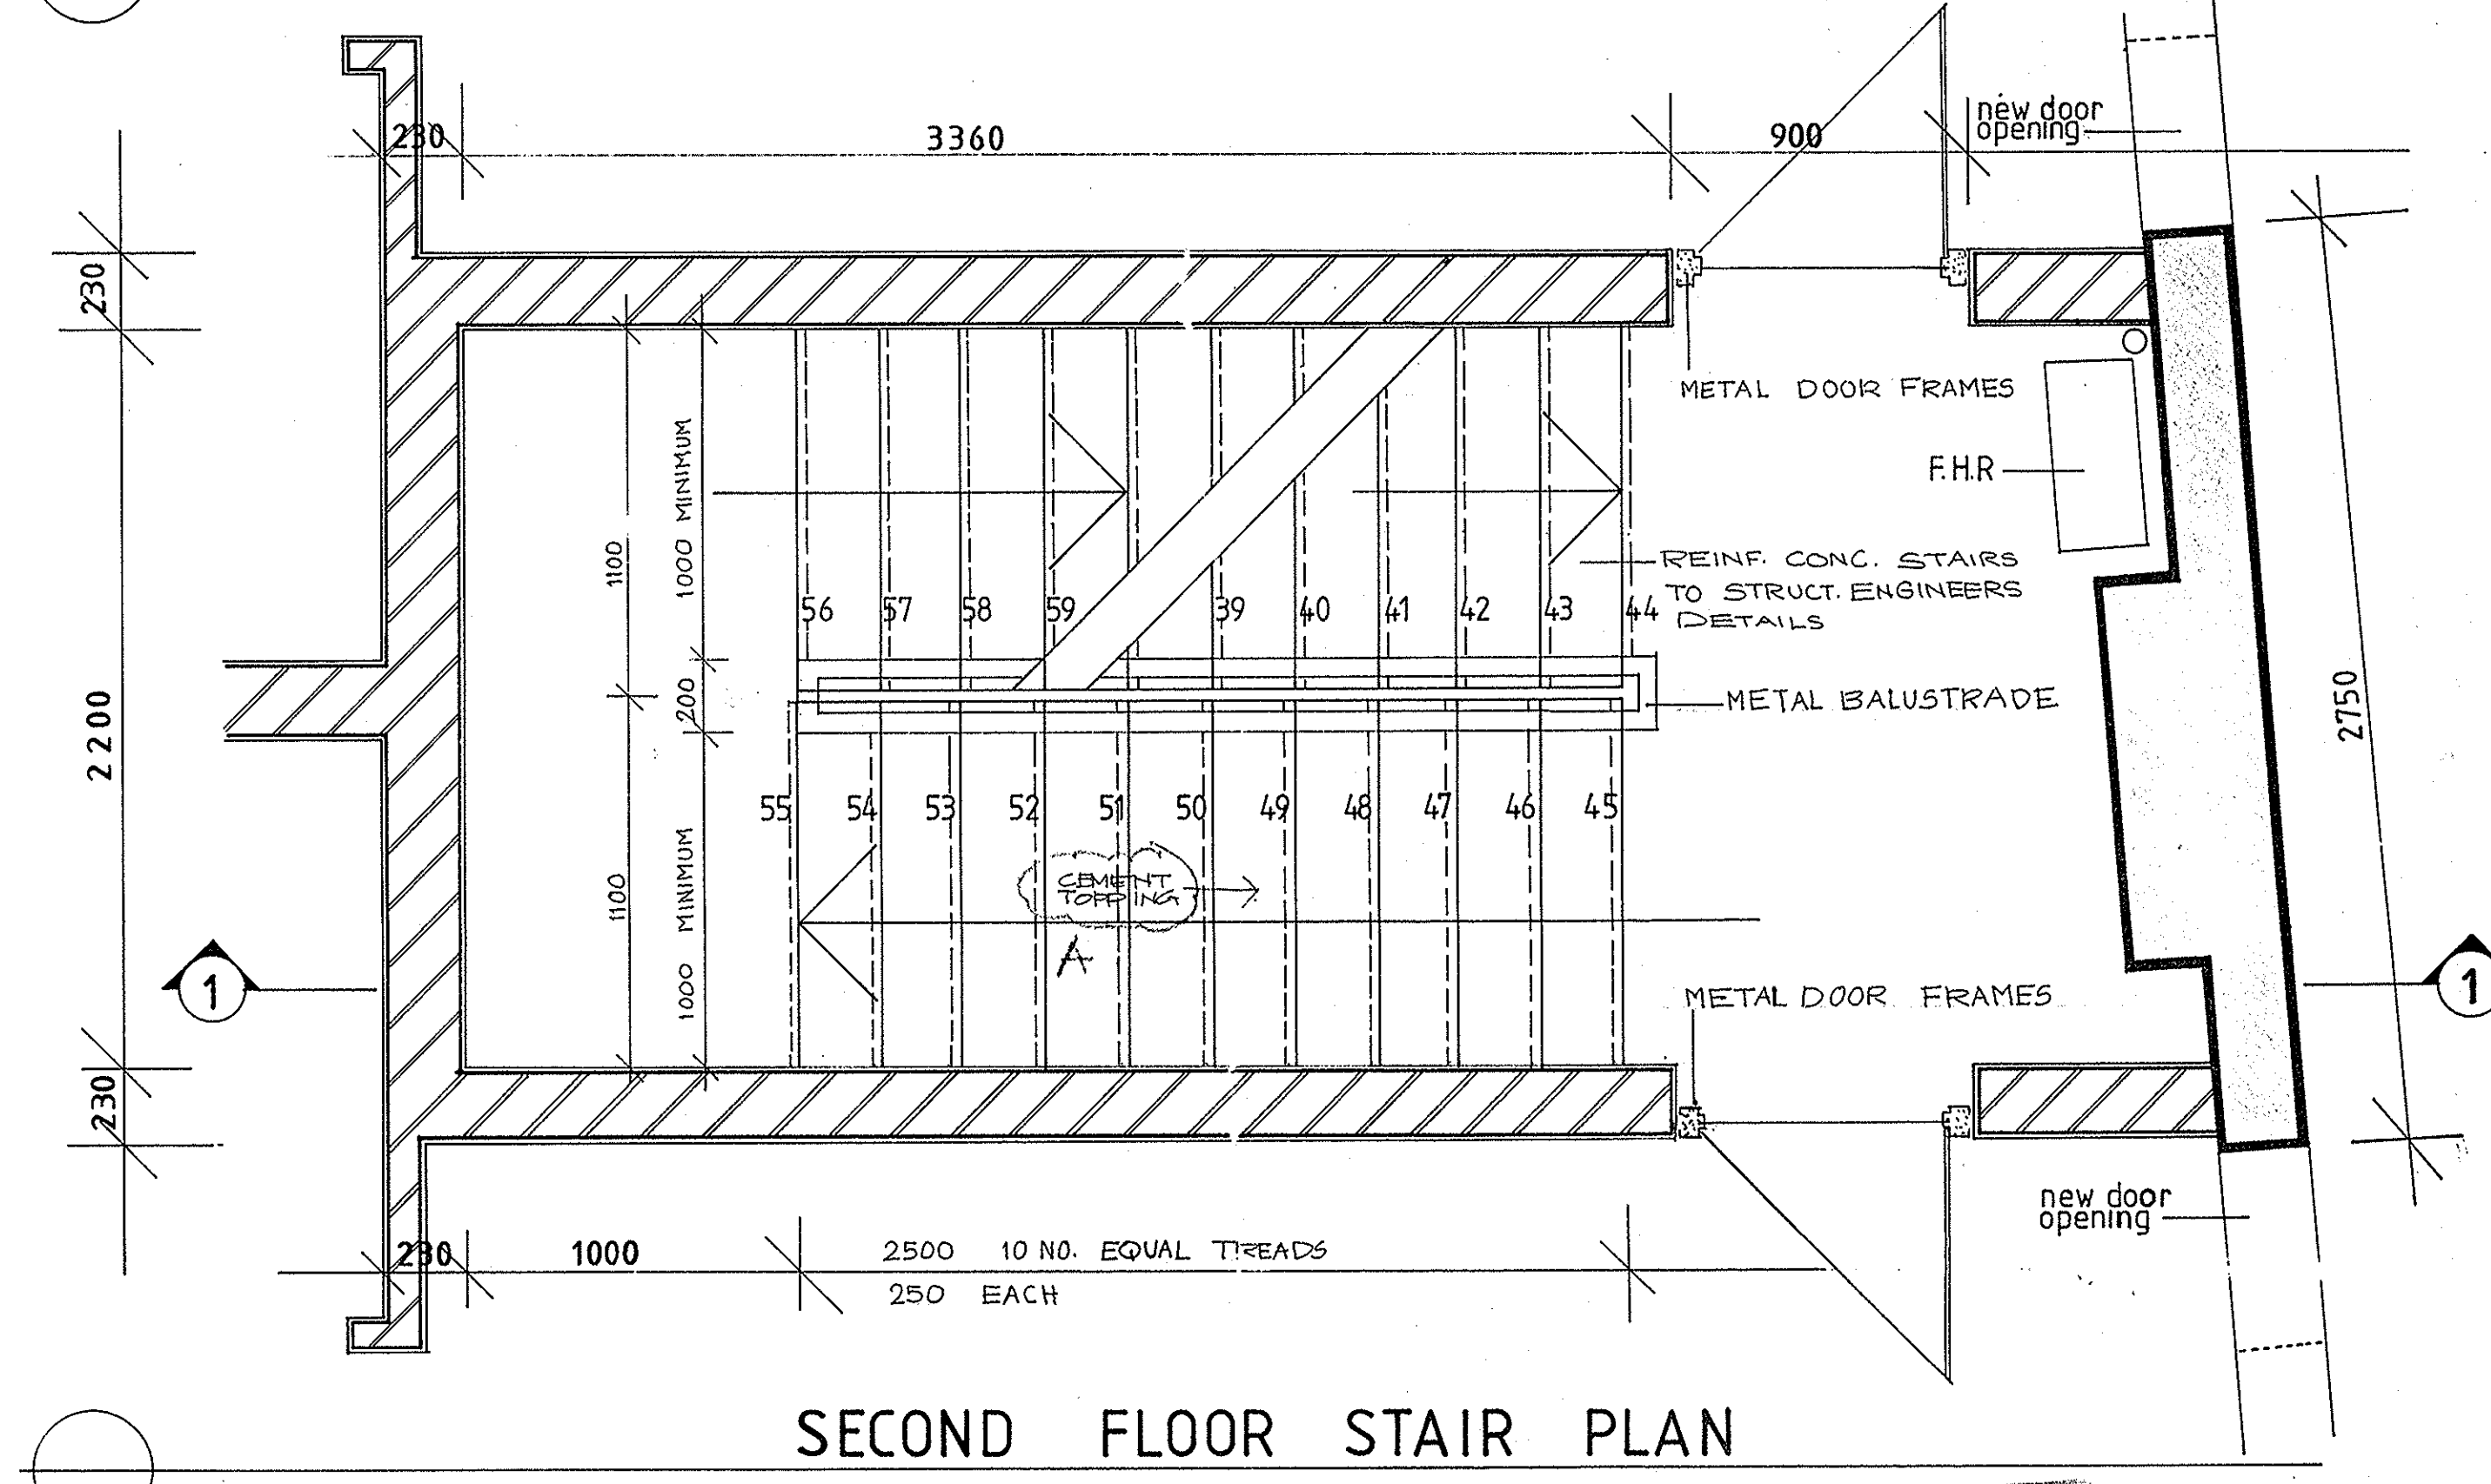 230
3360
900
new door
opening
230
METAL DOOR FRAMES
F.H.R
1100
1000 MINIMUM
REINF. CONC. STAIRS
TO STRUCT. ENGINEERS
DETAILS
56 57 58 59 39 40 41 42 43 44
2200
200
METAL BALUSTRADE
2750
55 54 53 52 51 50 49 48 47 46 45
CEMENT
TOPPING
A
1100
1000 MINIMUM
1
1
METAL DOOR FRAMES
230
new door
opening
230
1000
2500 10 NO. EQUAL TREADS
250 EACH
SECOND FLOOR STAIR PLAN